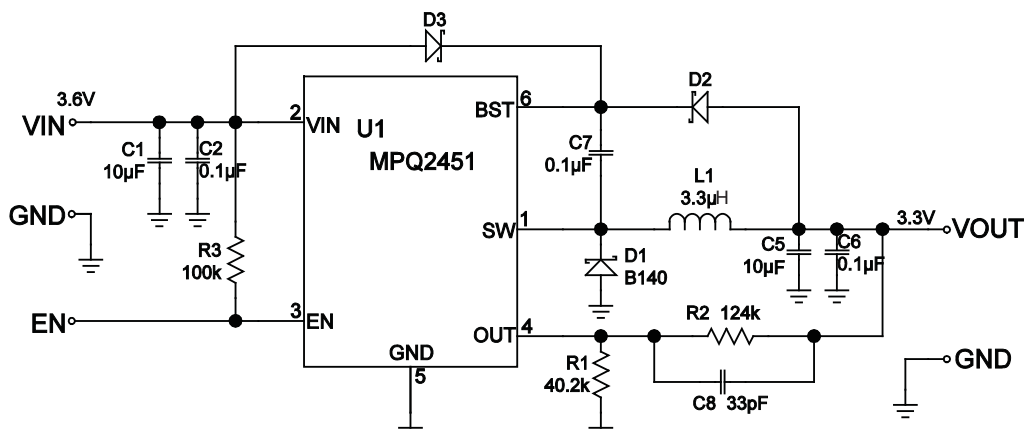 D3
3.6V
VIN
2
VIN
U1
MPQ2451
BST
6
D2
C1
10µF
C2
0.1µF
C7
0.1µF
L1
3.3µH
GND
SW
1
3.3V
VOUT
R3
100k
D1
B140
C5
10µF
C6
0.1µF
EN
3
EN
OUT
4
R2 124k
GND
5
R1
40.2k
C8 33pF
GND